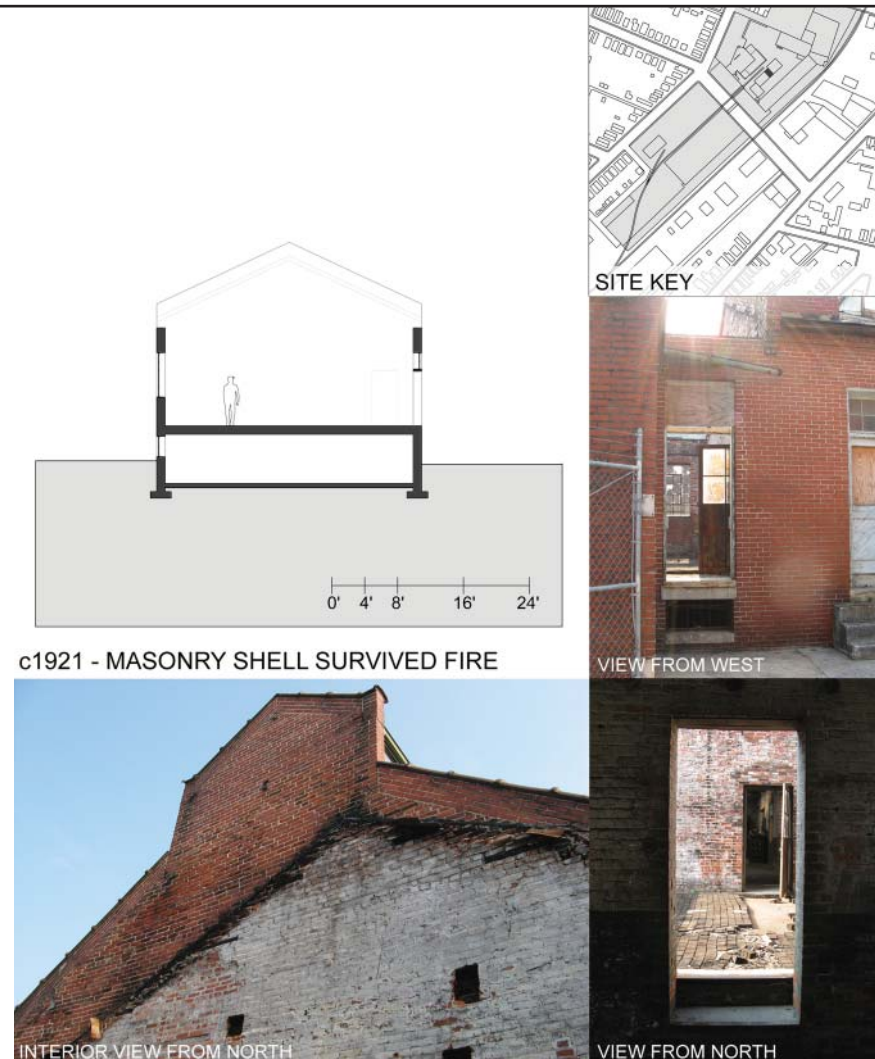 SITE KEY
0' 4' 8' 16' 24'
c1921 - MASONRY SHELL SURVIVED FIRE
VIEW FROM WEST
INTERIOR VIEW FROM NORTH
VIEW FROM NORTH